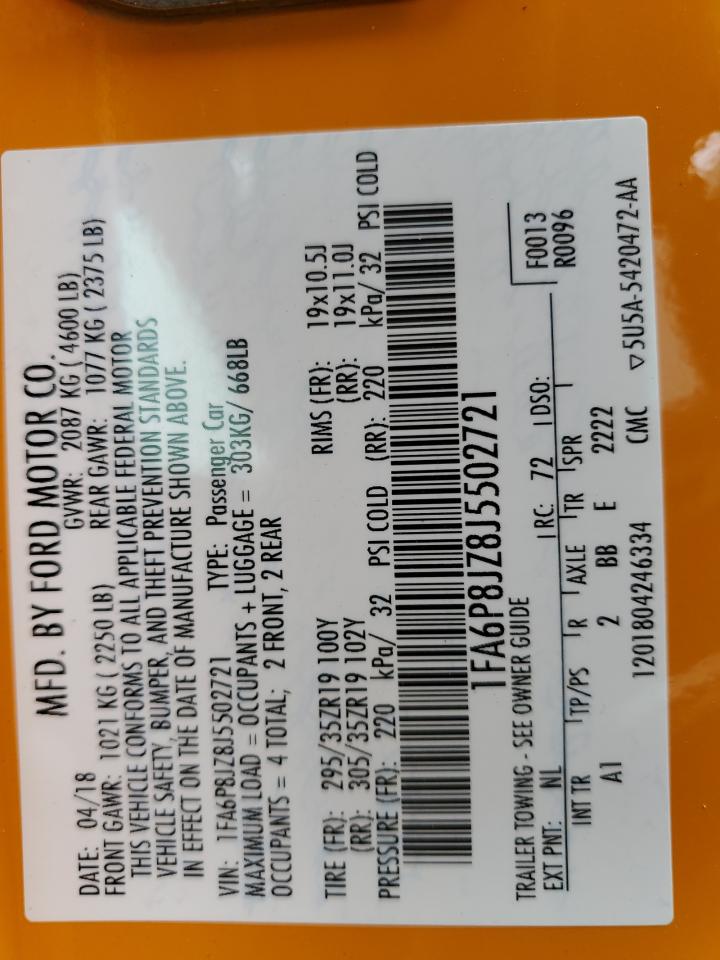 MFD. BY FORD MOTOR CO.
DATE: 04/18 GVWR: 2087 KG ( 4600 LB)
FRONT GAWR: 1021 KG ( 2250 LB) REAR GAWR: 1077 KG ( 2375 LB)
THIS VEHICLE CONFORMS TO ALL APPLICABLE FEDERAL MOTOR
VEHICLE SAFETY, BUMPER, AND THEFT PREVENTION STANDARDS
IN EFFECT ON THE DATE OF MANUFACTURE SHOWN ABOVE.
VIN: 1FA6P8JZ8J5502721 TYPE: Passenger Car
MAXIMUM LOAD = OCCUPANTS + LUGGAGE = 303KG/ 668LB
OCCUPANTS = 4 TOTAL; 2 FRONT, 2 REAR
TIRE (FR): 295/35ZR19 100Y RIMS (FR): 19x10.5J
(RR): 305/35ZR19 102Y (RR): 19x11.0J
PRESSURE (FR): 220 kPa/ 32 PSI COLD (RR): 220 kPa/ 32 PSI COLD
1FA6P8JZ8J5502721
TRAILER TOWING - SEE OWNER GUIDE F0013
EXT PNT: NL RC: 72 DSO: R0096
INT TR TP/PS R AXLE TR SPR
A1 2 BB E 2222
1201804246334 CMC ▽5U5A-5420472-AA